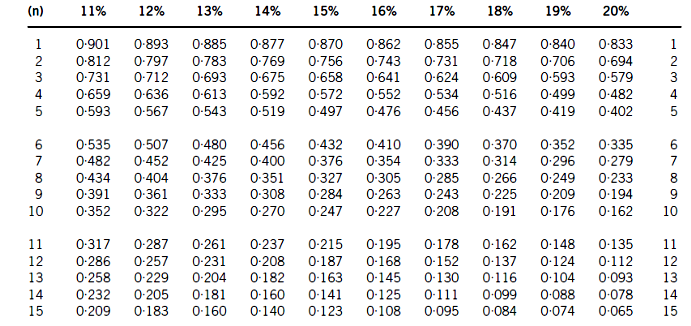 (n) 11% 12% 13% 14% 15% 16% 17% 18% 19% 20%
1 0·901 0·893 0·885 0·877 0·870 0·862 0·855 0·847 0·840 0·833 1
2 0·812 0·797 0·783 0·769 0·756 0·743 0·731 0·718 0·706 0·694 2
3 0·731 0·712 0·693 0·675 0·658 0·641 0·624 0·609 0·593 0·579 3
4 0·659 0·636 0·613 0·592 0·572 0·552 0·534 0·516 0·499 0·482 4
5 0·593 0·567 0·543 0·519 0·497 0·476 0·456 0·437 0·419 0·402 5
6 0·535 0·507 0·480 0·456 0·432 0·410 0·390 0·370 0·352 0·335 6
7 0·482 0·452 0·425 0·400 0·376 0·354 0·333 0·314 0·296 0·279 7
8 0·434 0·404 0·376 0·351 0·327 0·305 0·285 0·266 0·249 0·233 8
9 0·391 0·361 0·333 0·308 0·284 0·263 0·243 0·225 0·209 0·194 9
10 0·352 0·322 0·295 0·270 0·247 0·227 0·208 0·191 0·176 0·162 10
11 0·317 0·287 0·261 0·237 0·215 0·195 0·178 0·162 0·148 0·135 11
12 0·286 0·257 0·231 0·208 0·187 0·168 0·152 0·137 0·124 0·112 12
13 0·258 0·229 0·204 0·182 0·163 0·145 0·130 0·116 0·104 0·093 13
14 0·232 0·205 0·181 0·160 0·141 0·125 0·111 0·099 0·088 0·078 14
15 0·209 0·183 0·160 0·140 0·123 0·108 0·095 0·084 0·074 0·065 15